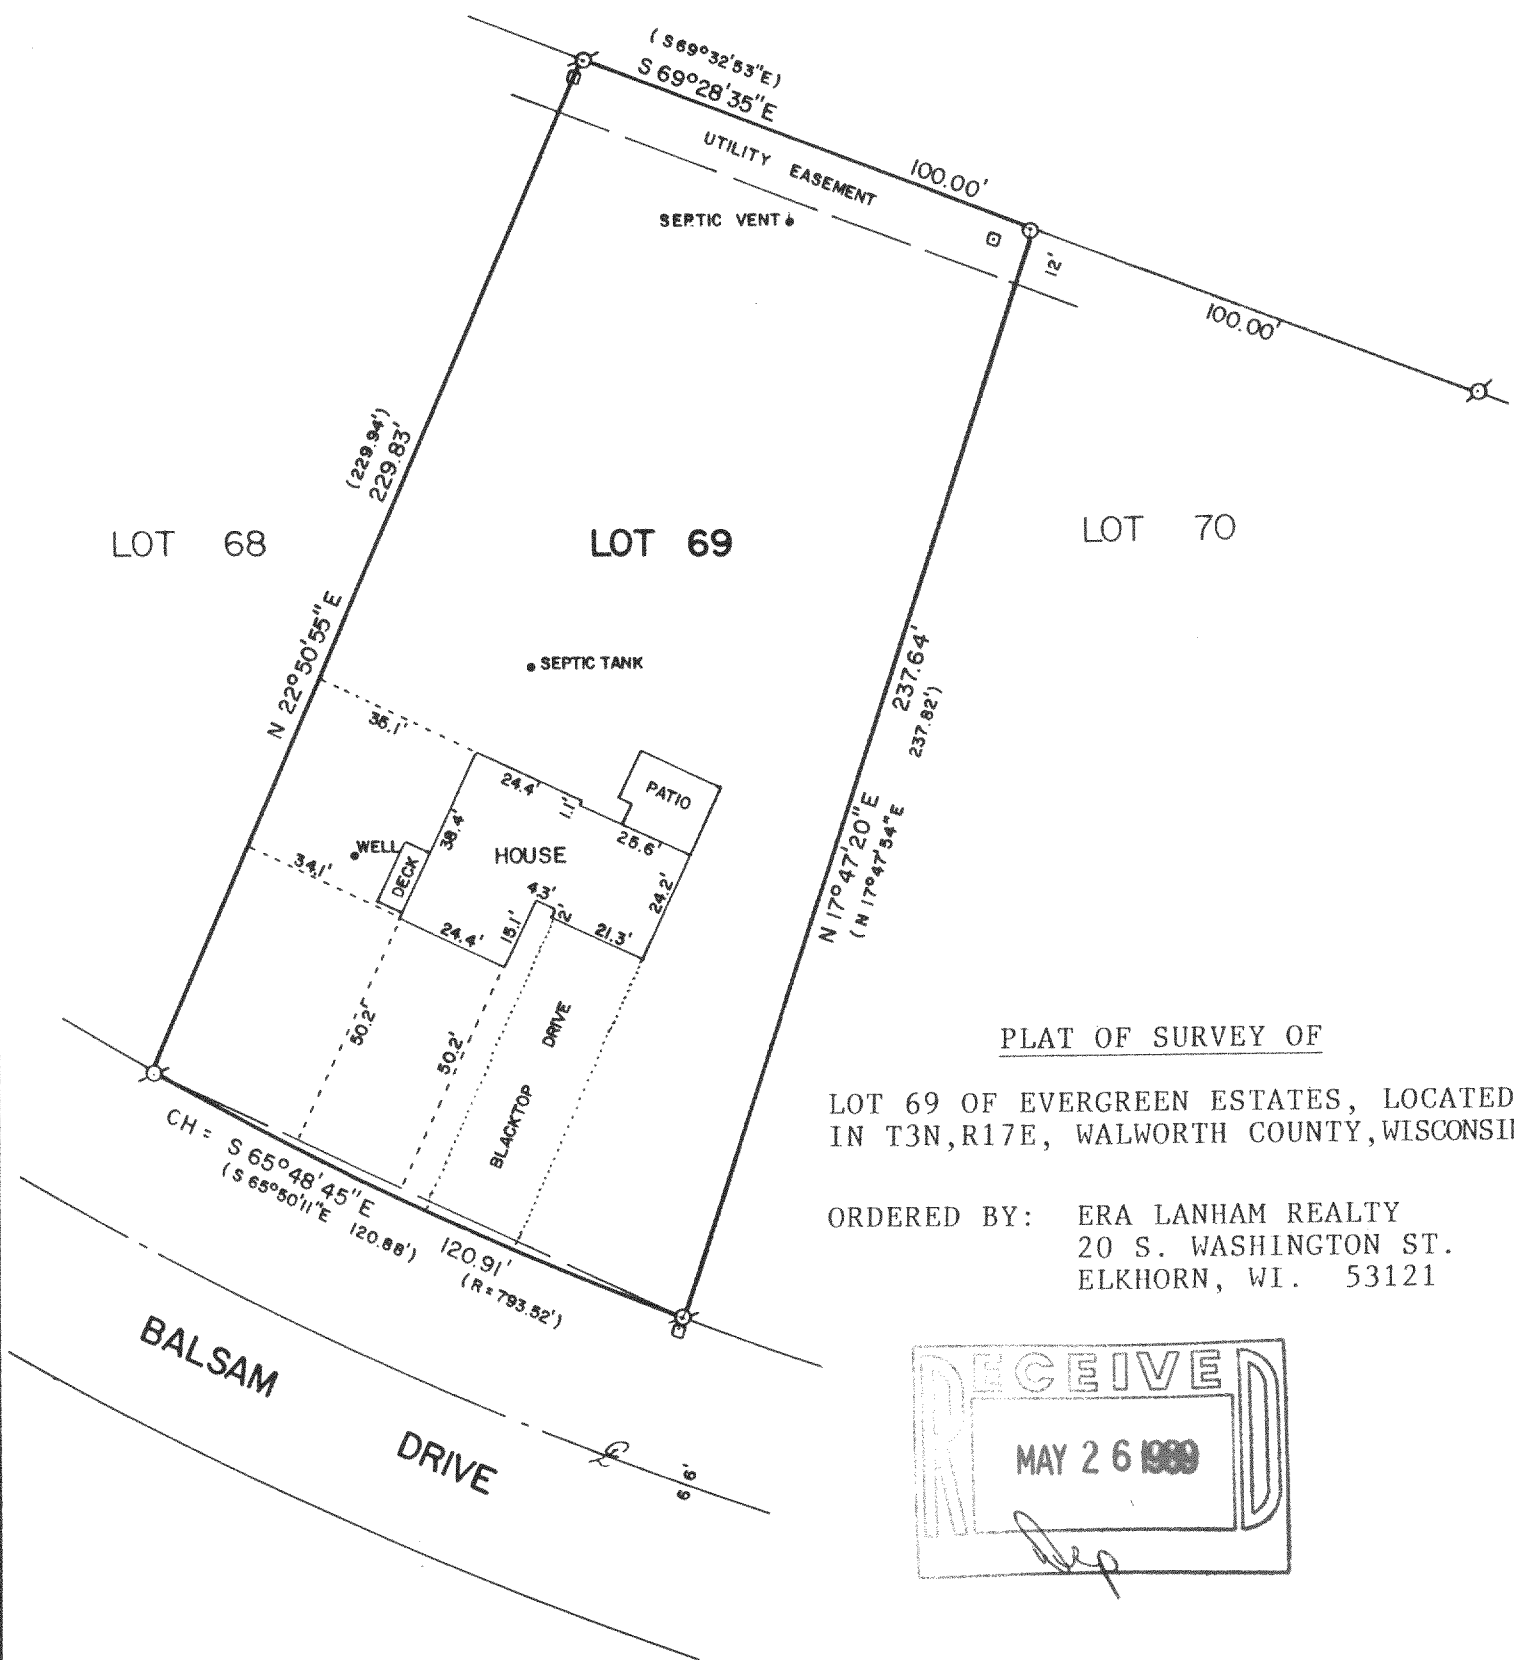 (S 69°32'53"E)
S 69°28'35"E
100.00'
UTILITY EASEMENT
SEPTIC VENT
12'
100.00'
(229.94')
229.83'
LOT 68
LOT 69
LOT 70
N 22°50'55"E
SEPTIC TANK
237.64'
237.82')
N 17°47'20"E
(N 17°47'54"E
24.4'
1.1'
PATIO
25.6'
38.4'
WELL
HOUSE
34.1'
DECK
4.3'
.2'
24.2'
24.4'
15.1'
21.3'
50.2'
50.2'
BLACKTOP DRIVE
CH = S 65°48'45"E
120.91'
(S 65°50'11"E 120.88')
(R=793.52')
BALSAM DRIVE
66'
PLAT OF SURVEY OF
LOT 69 OF EVERGREEN ESTATES, LOCATED
IN T3N,R17E, WALWORTH COUNTY,WISCONSI
ORDERED BY: ERA LANHAM REALTY
20 S. WASHINGTON ST.
ELKHORN, WI. 53121
RECEIVED
MAY 26 1989